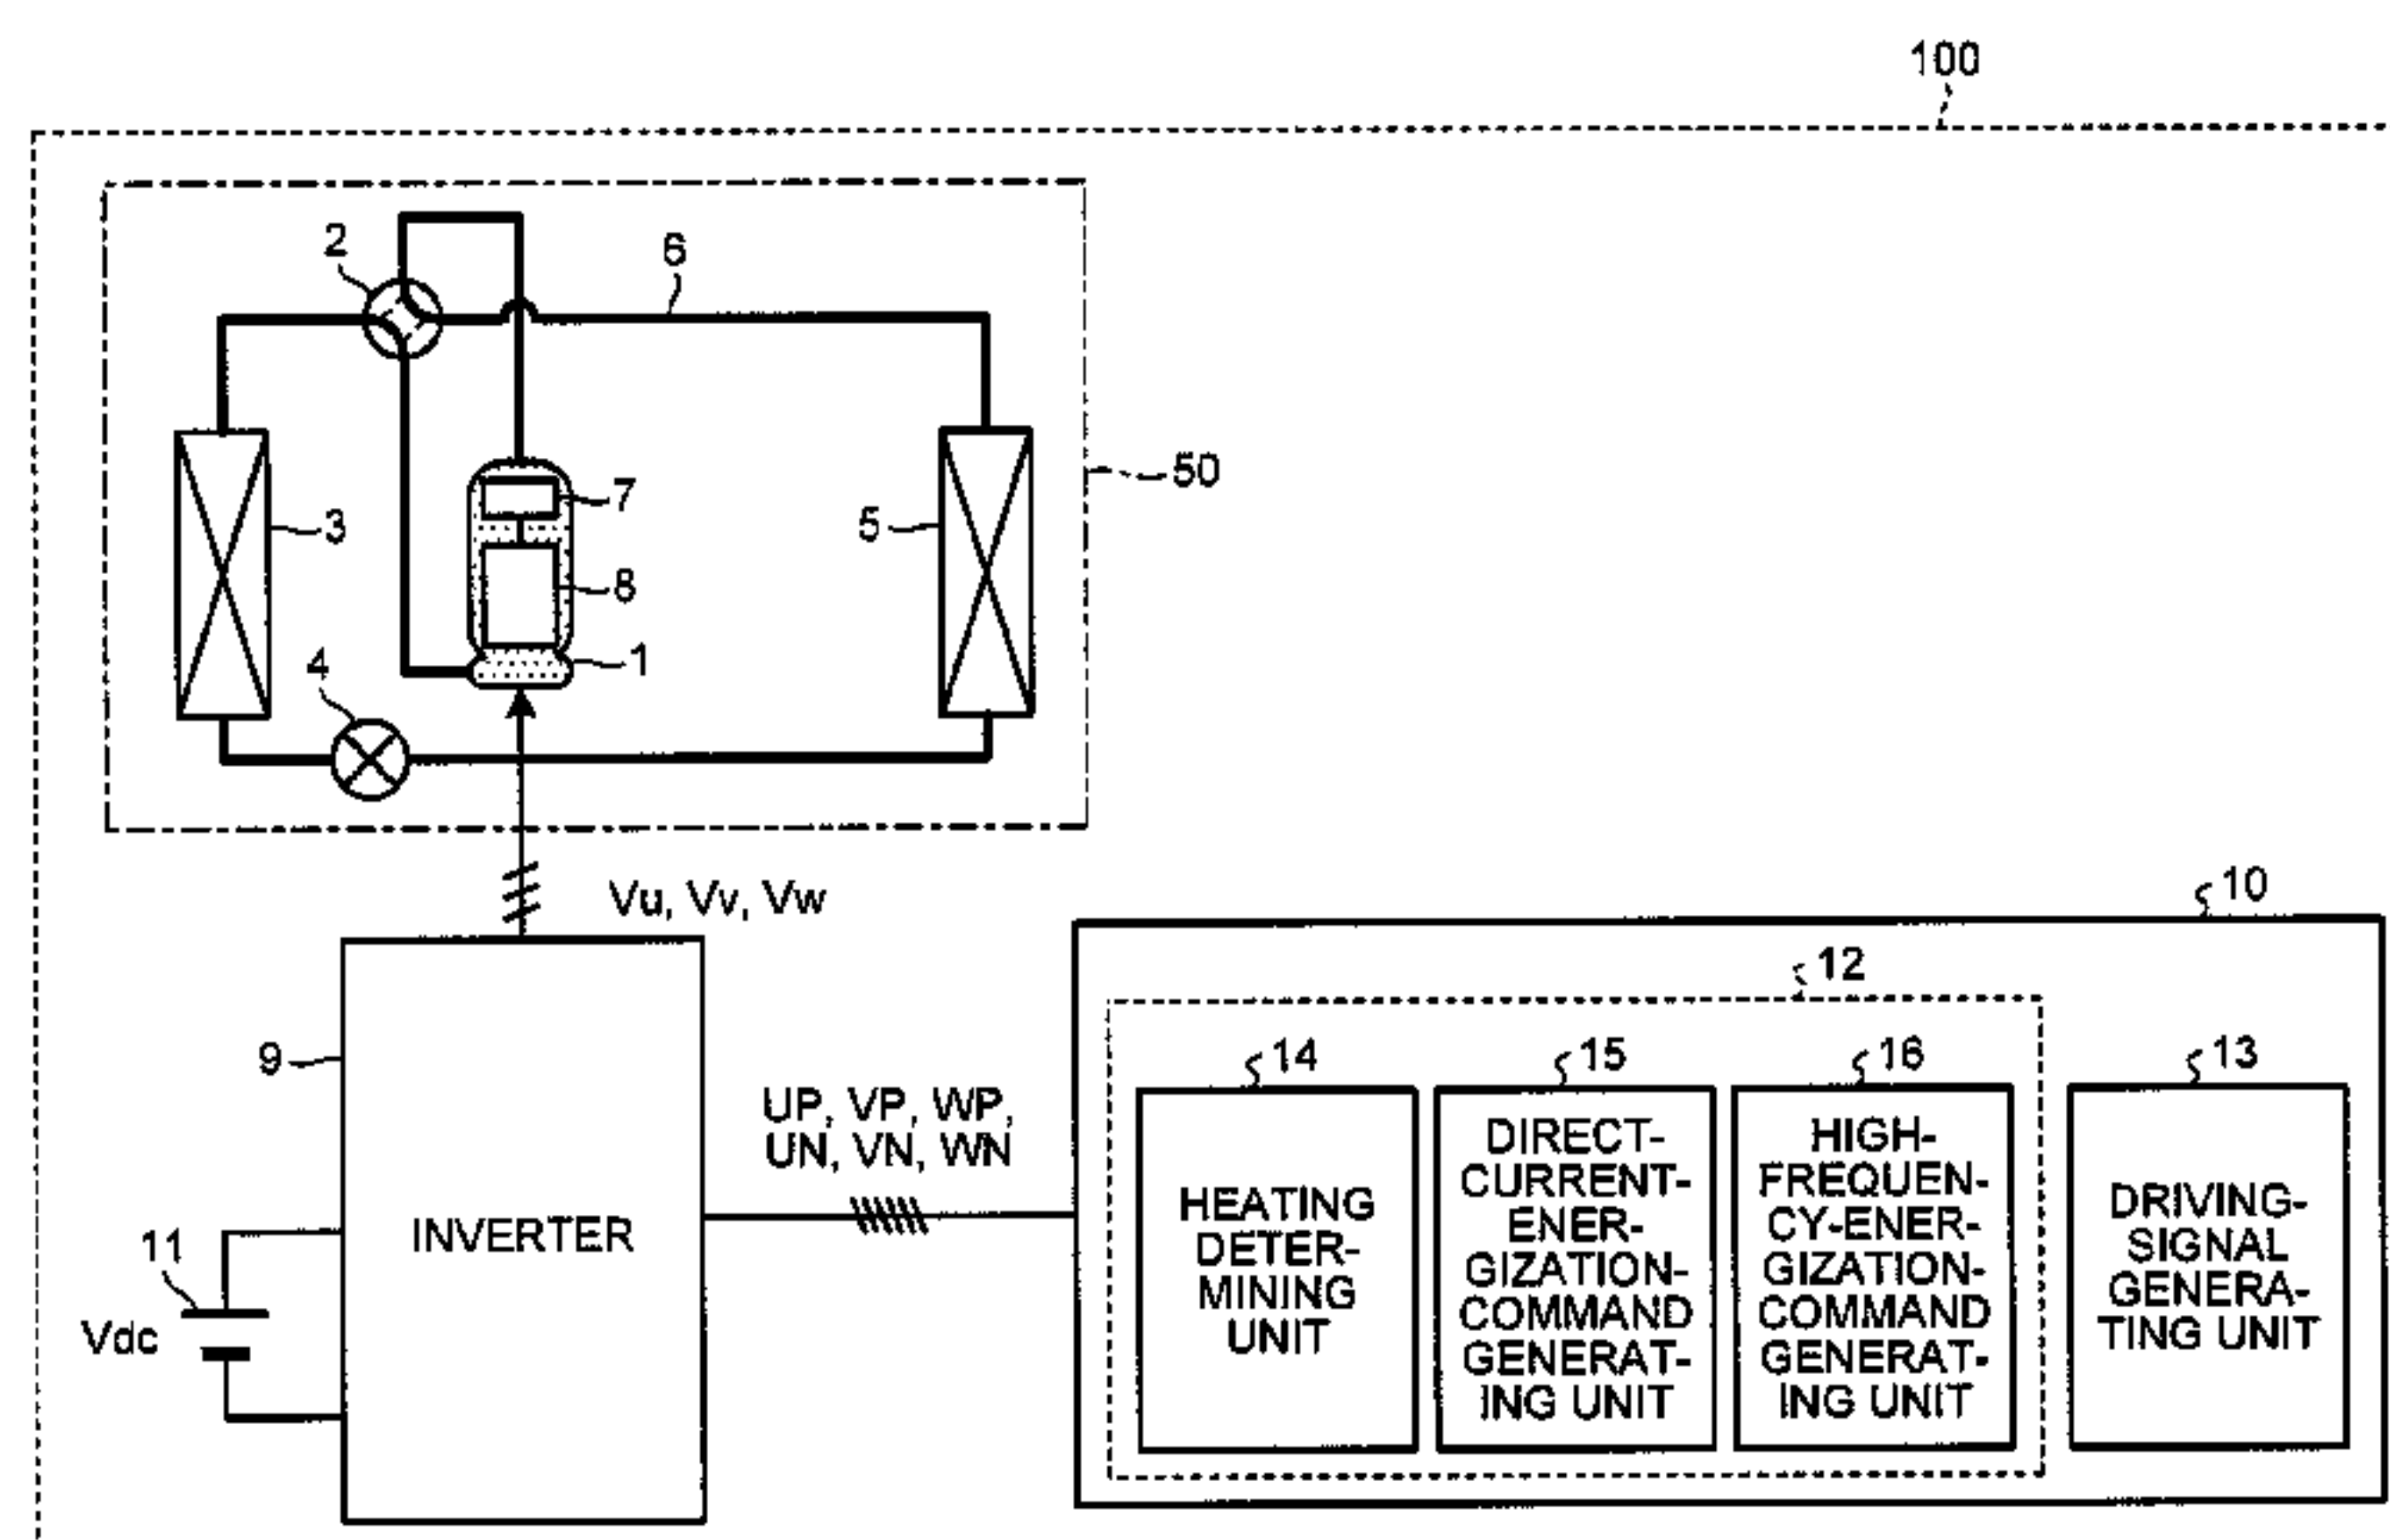 100
2
6
50
7
3
5
8
4
1
Vu, Vv, Vw
10
12
9
14
15
16
13
UP, VP, WP,
UN, VN, WN
11
Vdc
INVERTER
HEATING
DETER-
MINING
UNIT
DIRECT-
CURRENT-
ENER-
GIZATION-
COMMAND
GENERAT-
ING UNIT
HIGH-
FREQUEN-
CY-ENER-
GIZATION-
COMMAND
GENERAT-
ING UNIT
DRIVING-
SIGNAL
GENERA-
TING UNIT